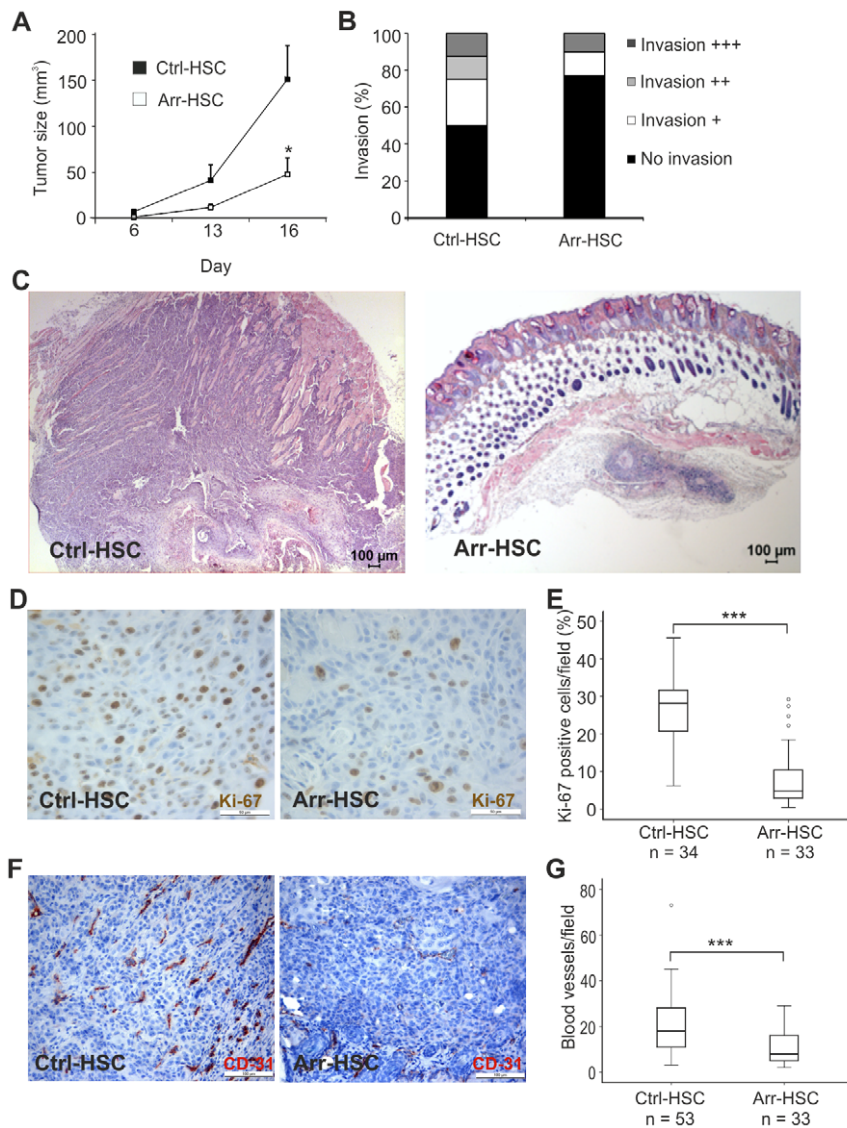 A
200
150
100
50
0
Tumor size (mm³)
Ctrl-HSC
Arr-HSC
*
6 13 16
Day
B
100
80
60
40
20
0
Invasion (%)
Ctrl-HSC Arr-HSC
Invasion +++
Invasion ++
Invasion +
No invasion
C
Ctrl-HSC
100 µm
Arr-HSC
100 µm
D
Ctrl-HSC
Ki-67
Arr-HSC
Ki-67
E
Ki-67 positive cells/field (%)
50
40
30
20
10
0
***
Ctrl-HSC Arr-HSC
n = 34 n = 33
F
Ctrl-HSC
CD-31
Arr-HSC
CD-31
G
Blood vessels/field
80
60
40
20
0
***
Ctrl-HSC Arr-HSC
n = 53 n = 33